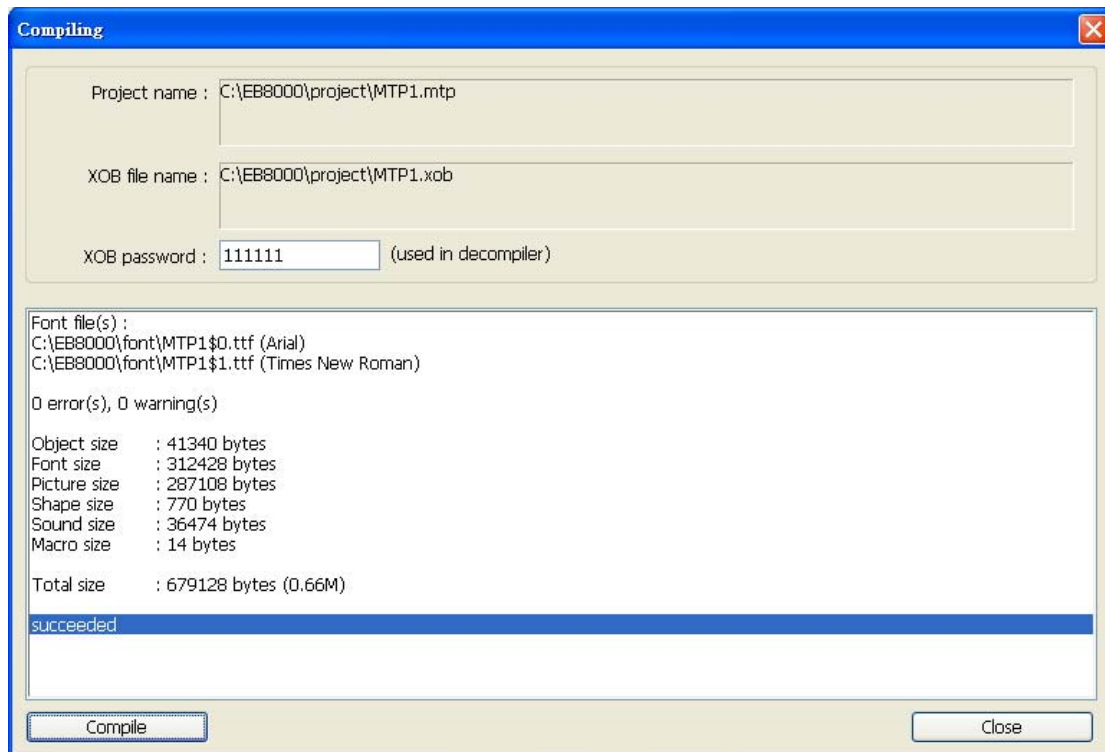 Compiling
Project name : C:\EB8000\project\MTP1.mtp
XOB file name : C:\EB8000\project\MTP1.xob
XOB password : 111111 (used in decompiler)
Font file(s) :
C:\EB8000\font\MTP1$0.ttf (Arial)
C:\EB8000\font\MTP1$1.ttf (Times New Roman)
0 error(s), 0 warning(s)
Object size : 41340 bytes
Font size : 312428 bytes
Picture size : 287108 bytes
Shape size : 770 bytes
Sound size : 36474 bytes
Macro size : 14 bytes
Total size : 679128 bytes (0.66M)
succeeded
Compile Close